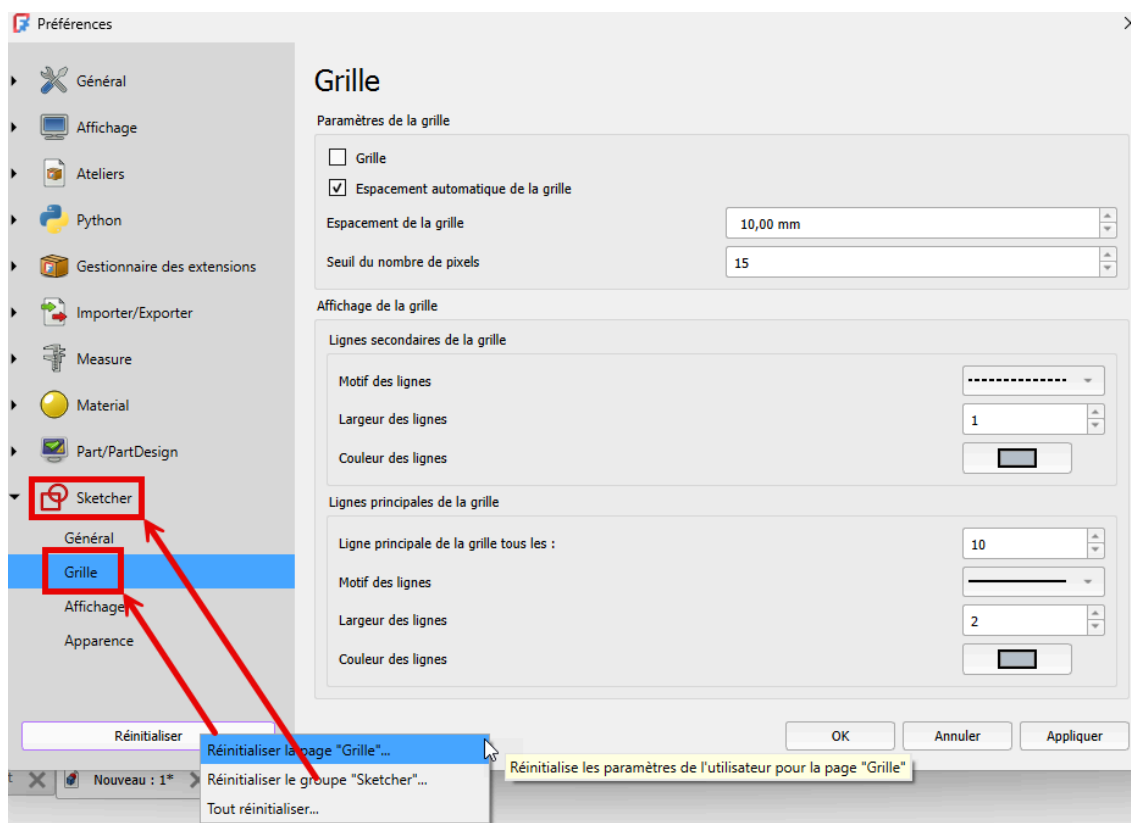 Préférences
Général
Affichage
Ateliers
Python
Gestionnaire des extensions
Importer/Exporter
Measure
Material
Part/PartDesign
Sketcher
Général
Grille
Affichage
Apparence
Réinitialiser
Grille
Paramètres de la grille
Grille
Espacement automatique de la grille
Espacement de la grille 10,00 mm
Seuil du nombre de pixels 15
Affichage de la grille
Lignes secondaires de la grille
Motif des lignes
Largeur des lignes 1
Couleur des lignes
Lignes principales de la grille
Ligne principale de la grille tous les : 10
Motif des lignes
Largeur des lignes 2
Couleur des lignes
OK Annuler Appliquer
Réinitialiser la page "Grille"...
Réinitialise les paramètres de l'utilisateur pour la page "Grille"
Nouveau : 1*
Réinitialiser le groupe "Sketcher"...
Tout réinitialiser...